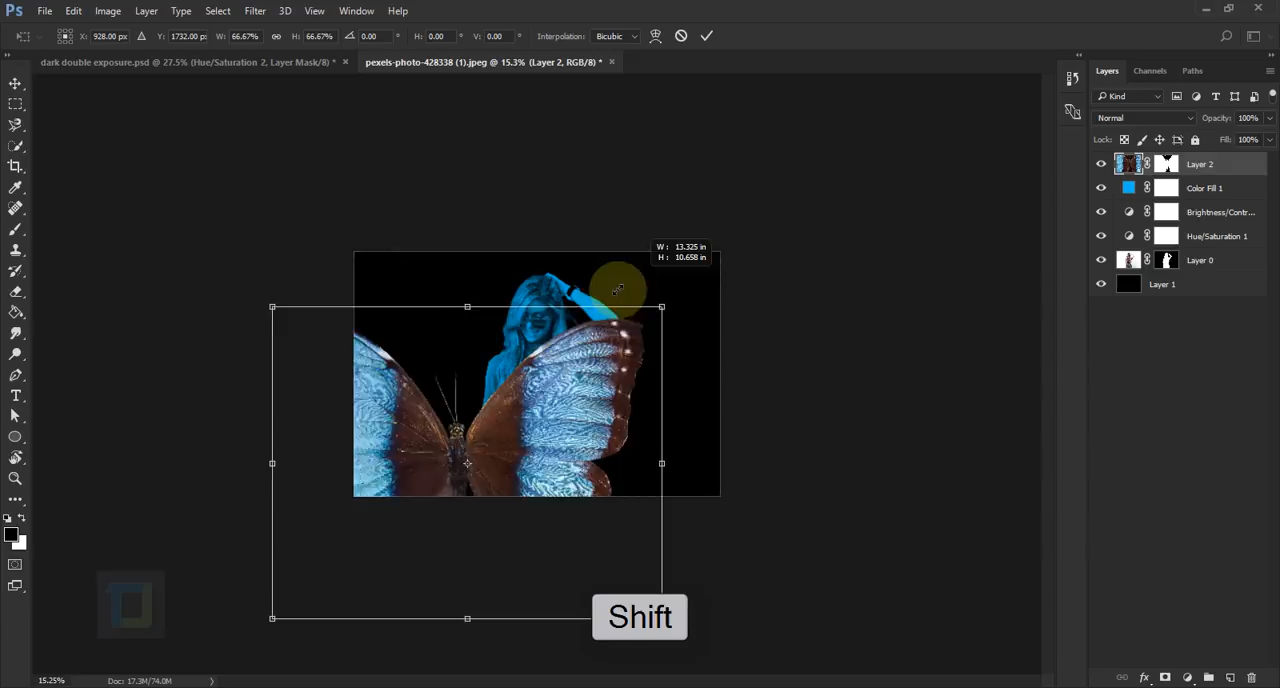 Ps File Edit Image Layer Type Select Filter 3D View Window Help
X: 928.00 px Y: 1732.00 px W: 66.67% H: 66.67% 0.00 ° H: 0.00 ° V: 0.00 ° Interpolation: Bicubic
dark double exposure.psd @ 27.5% (Hue/Saturation 2, Layer Mask/8) * × pexels-photo-428338 (1).jpeg @ 15.3% (Layer 2, RGB/8) * ×
Layers Channels Paths
Kind
Normal Opacity: 100%
Lock: Fill: 100%
Layer 2
Color Fill 1
Brightness/Contr...
Hue/Saturation 1
Layer 0
Layer 1
W: 13.325 in
H: 10.658 in
Shift
15.25% Doc: 17.3M/74.0M